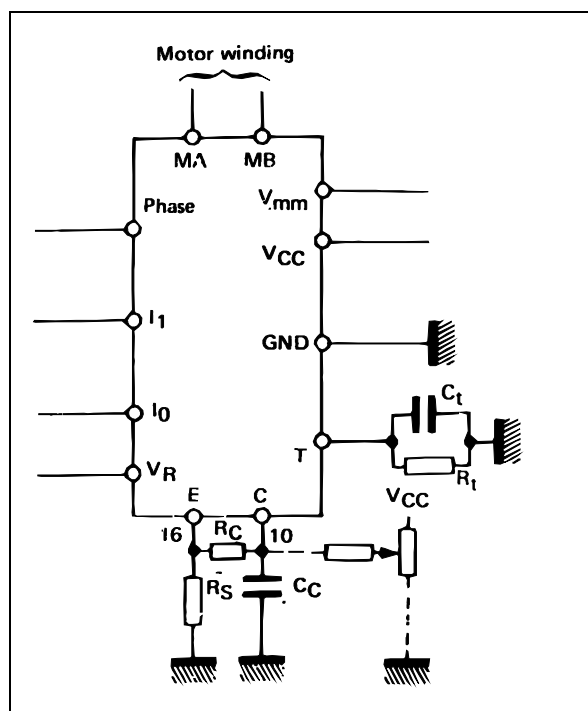 Motor winding
MA MB
Vmm
Phase
VCC
I1
GND
Ct
I0
T
VR
Rt
E C
VCC
16 RC 10
RS CC